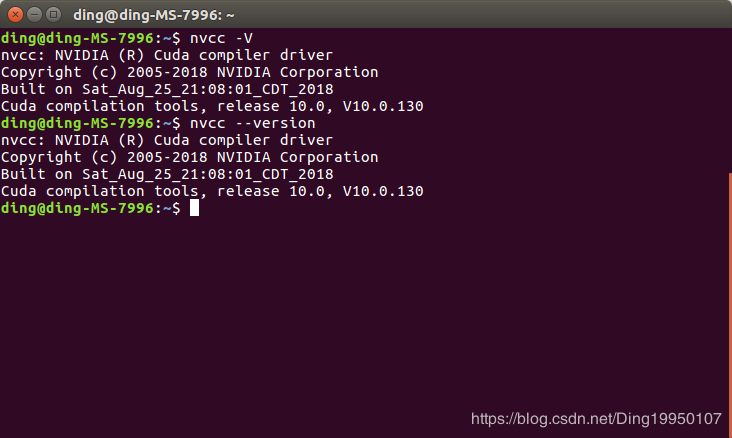 ding@ding-MS-7996: ~
ding@ding-MS-7996:~$ nvcc -V
nvcc: NVIDIA (R) Cuda compiler driver
Copyright (c) 2005-2018 NVIDIA Corporation
Built on Sat_Aug_25_21:08:01_CDT_2018
Cuda compilation tools, release 10.0, V10.0.130
ding@ding-MS-7996:~$ nvcc --version
nvcc: NVIDIA (R) Cuda compiler driver
Copyright (c) 2005-2018 NVIDIA Corporation
Built on Sat_Aug_25_21:08:01_CDT_2018
Cuda compilation tools, release 10.0, V10.0.130
ding@ding-MS-7996:~$
https://blog.csdn.net/Ding19950107